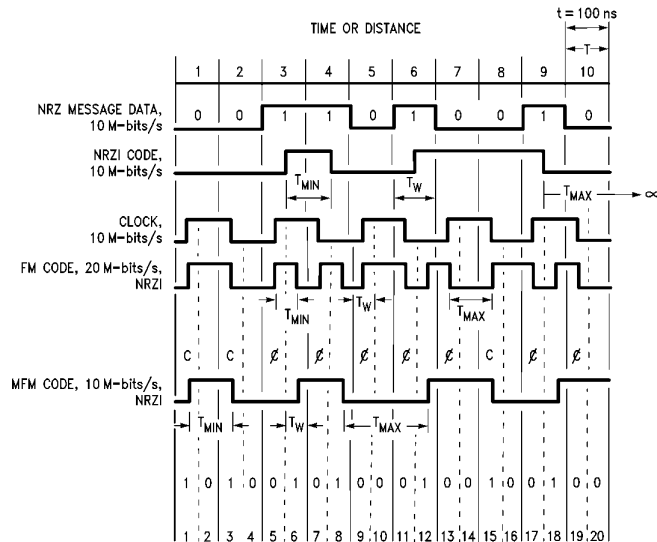 t = 100 ns
TIME OR DISTANCE
T
1 2 3 4 5 6 7 8 9 10
NRZ MESSAGE DATA,
10 M-bits/s
0 0 1 1 0 1 0 0 1 0
NRZI CODE,
10 M-bits/s
TMIN TW TMAX ∞
CLOCK,
10 M-bits/s
FM CODE, 20 M-bits/s,
NRZI
TMIN TW TMAX
C C ₵ ₵ ₵ ₵ ₵ C ₵ ₵
MFM CODE, 10 M-bits/s,
NRZI
TMIN TW TMAX
1 0 1 0 0 1 0 1 0 0 0 1 0 0 1 0 0 1 0 0
1 2 3 4 5 6 7 8 9 10 11 12 13 14 15 16 17 18 19 20